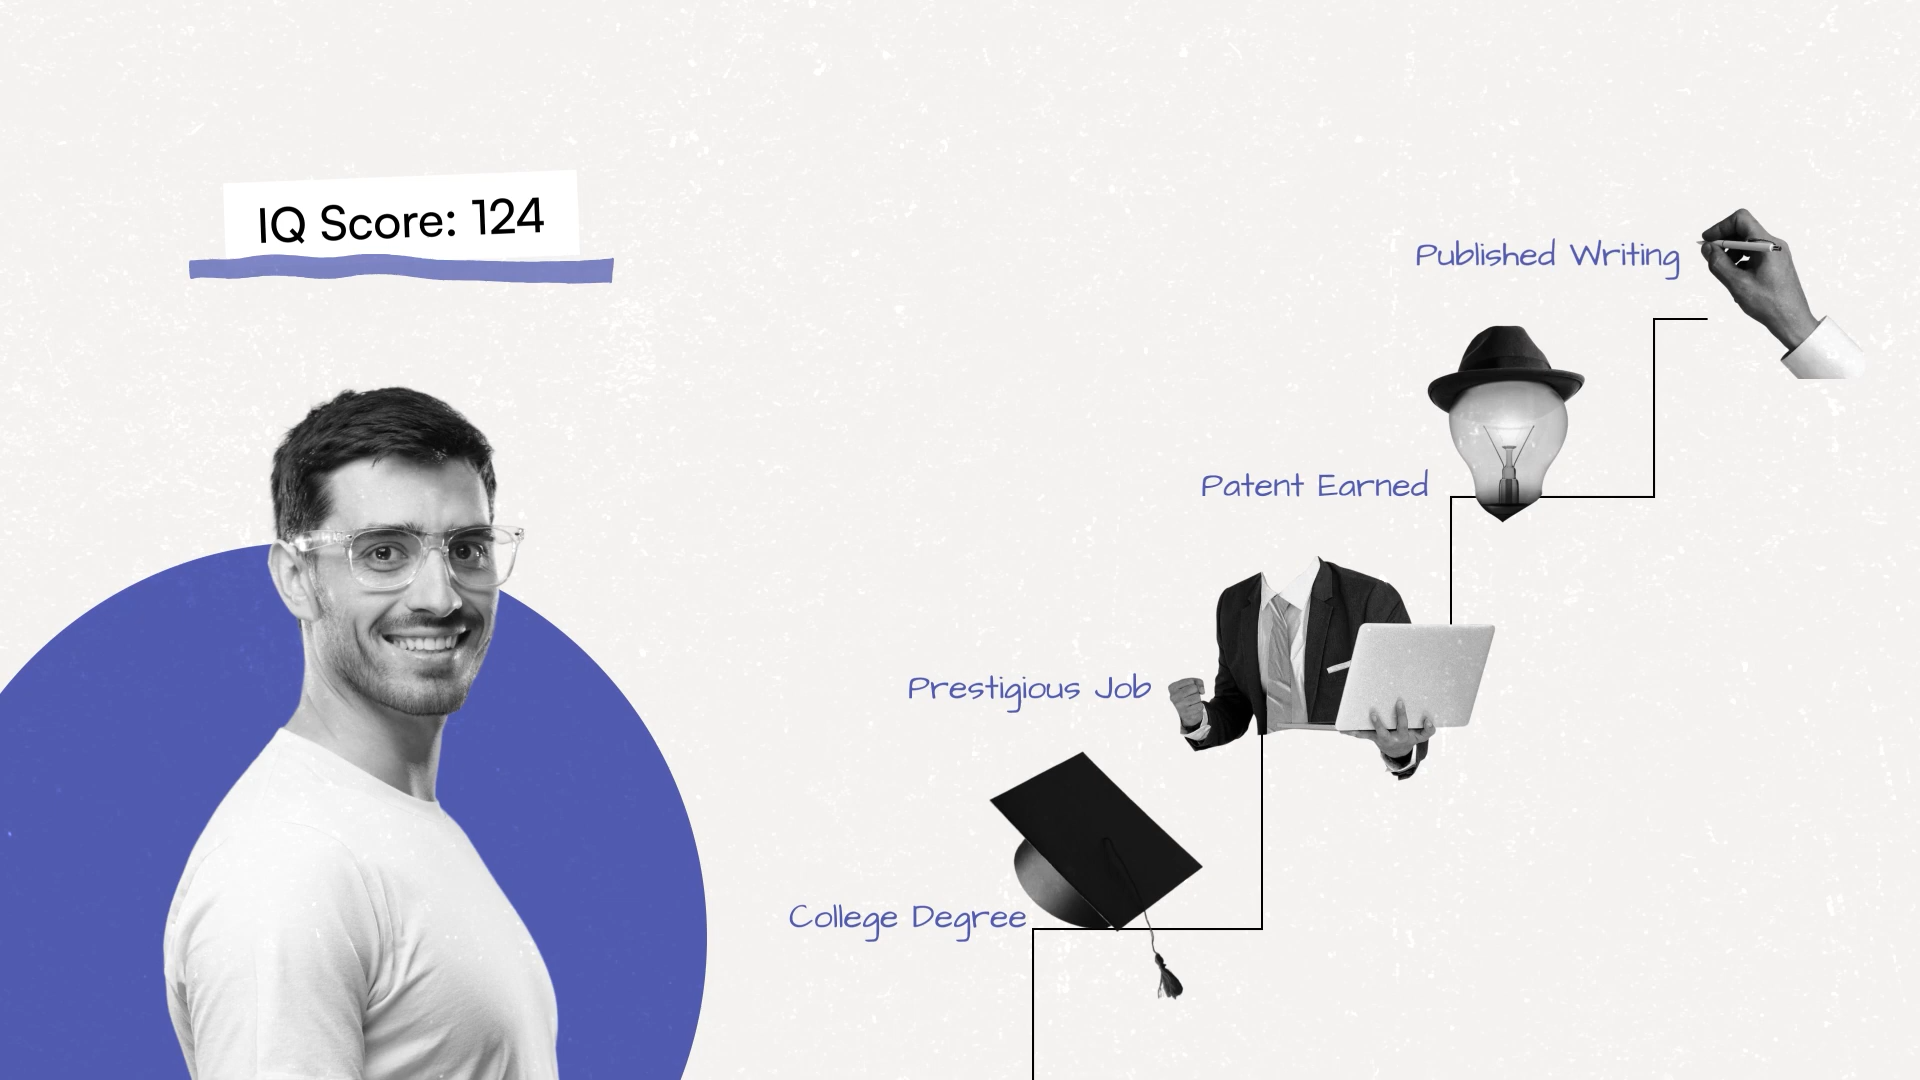 IQ Score: 124
Published Writing
Patent Earned
Prestigious Job
College Degree